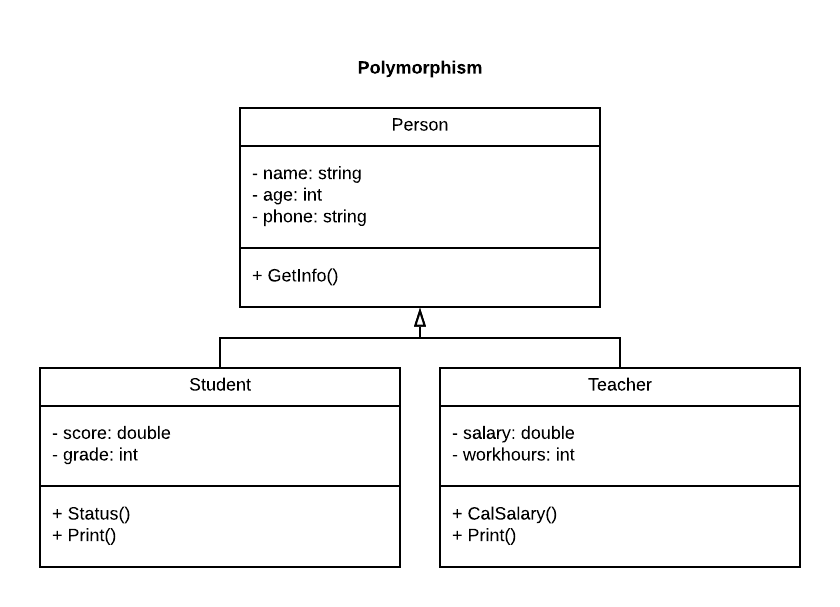 Polymorphism
Person
- name: string
- age: int
- phone: string
+ GetInfo()
Student
- score: double
- grade: int
+ Status()
+ Print()
Teacher
- salary: double
- workhours: int
+ CalSalary()
+ Print()